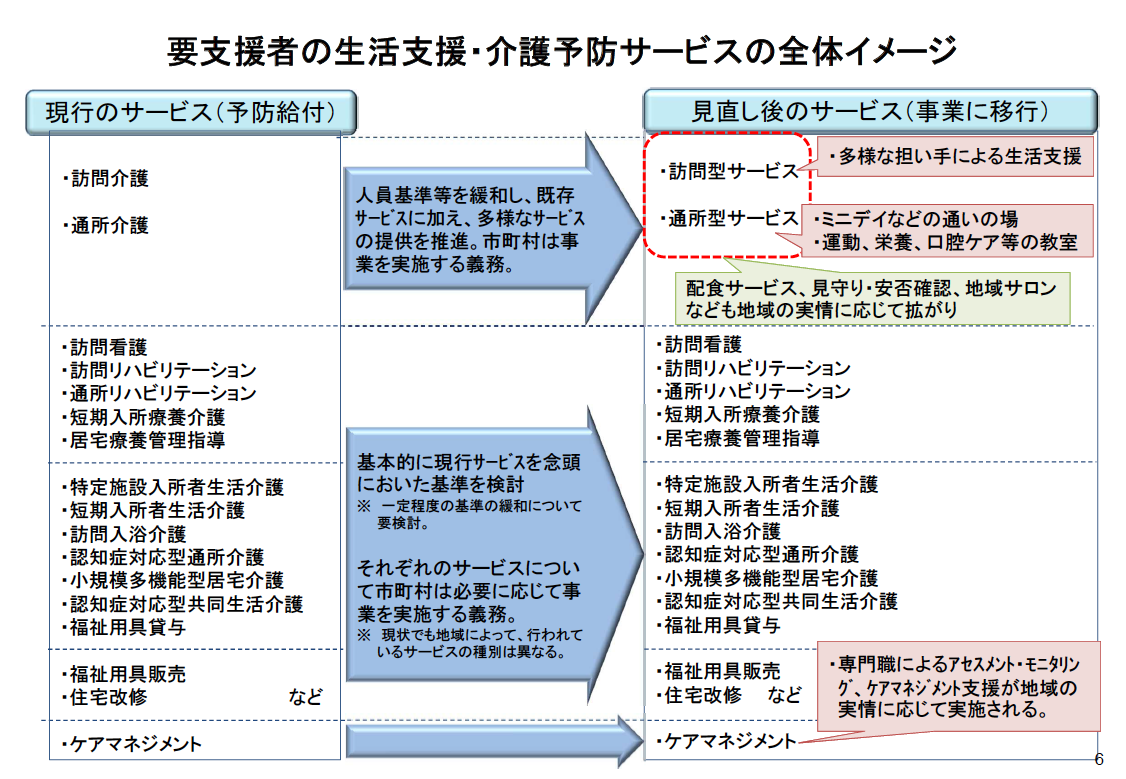 要支援者の生活支援・介護予防サービスの全体イメージ
現行のサービス（予防給付）
・訪問介護
・通所介護
・訪問看護
・訪問リハビリテーション
・通所リハビリテーション
・短期入所療養介護
・居宅療養管理指導
・特定施設入所者生活介護
・短期入所者生活介護
・訪問入浴介護
・認知症対応型通所介護
・小規模多機能型居宅介護
・認知症対応型共同生活介護
・福祉用具貸与
・福祉用具販売
・住宅改修 など
・ケアマネジメント
人員基準等を緩和し、既存
ｻｰﾋﾞｽに加え、多様なｻｰﾋﾞｽ
の提供を推進。市町村は事
業を実施する義務。
基本的に現行ｻｰﾋﾞｽを念頭
においた基準を検討
※ 一定程度の基準の緩和について
要検討。
それぞれのサービスについ
て市町村は必要に応じて事
業を実施する義務。
※ 現状でも地域によって、行われて
いるサービスの種別は異なる。
見直し後のサービス（事業に移行）
・訪問型サービス
・多様な担い手による生活支援
・通所型サービス
・ミニデイなどの通いの場
・運動、栄養、口腔ケア等の教室
配食サービス、見守り・安否確認、地域サロン
なども地域の実情に応じて拡がり
・訪問看護
・訪問リハビリテーション
・通所リハビリテーション
・短期入所療養介護
・居宅療養管理指導
・特定施設入所者生活介護
・短期入所者生活介護
・訪問入浴介護
・認知症対応型通所介護
・小規模多機能型居宅介護
・認知症対応型共同生活介護
・福祉用具貸与
・福祉用具販売
・住宅改修 など
・専門職によるｱｾｽﾒﾝﾄ・ﾓﾆﾀﾘﾝ
ｸﾞ、ｹｱﾏﾈｼﾞﾒﾝﾄ支援が地域の
実情に応じて実施される。
・ケアマネジメント
6